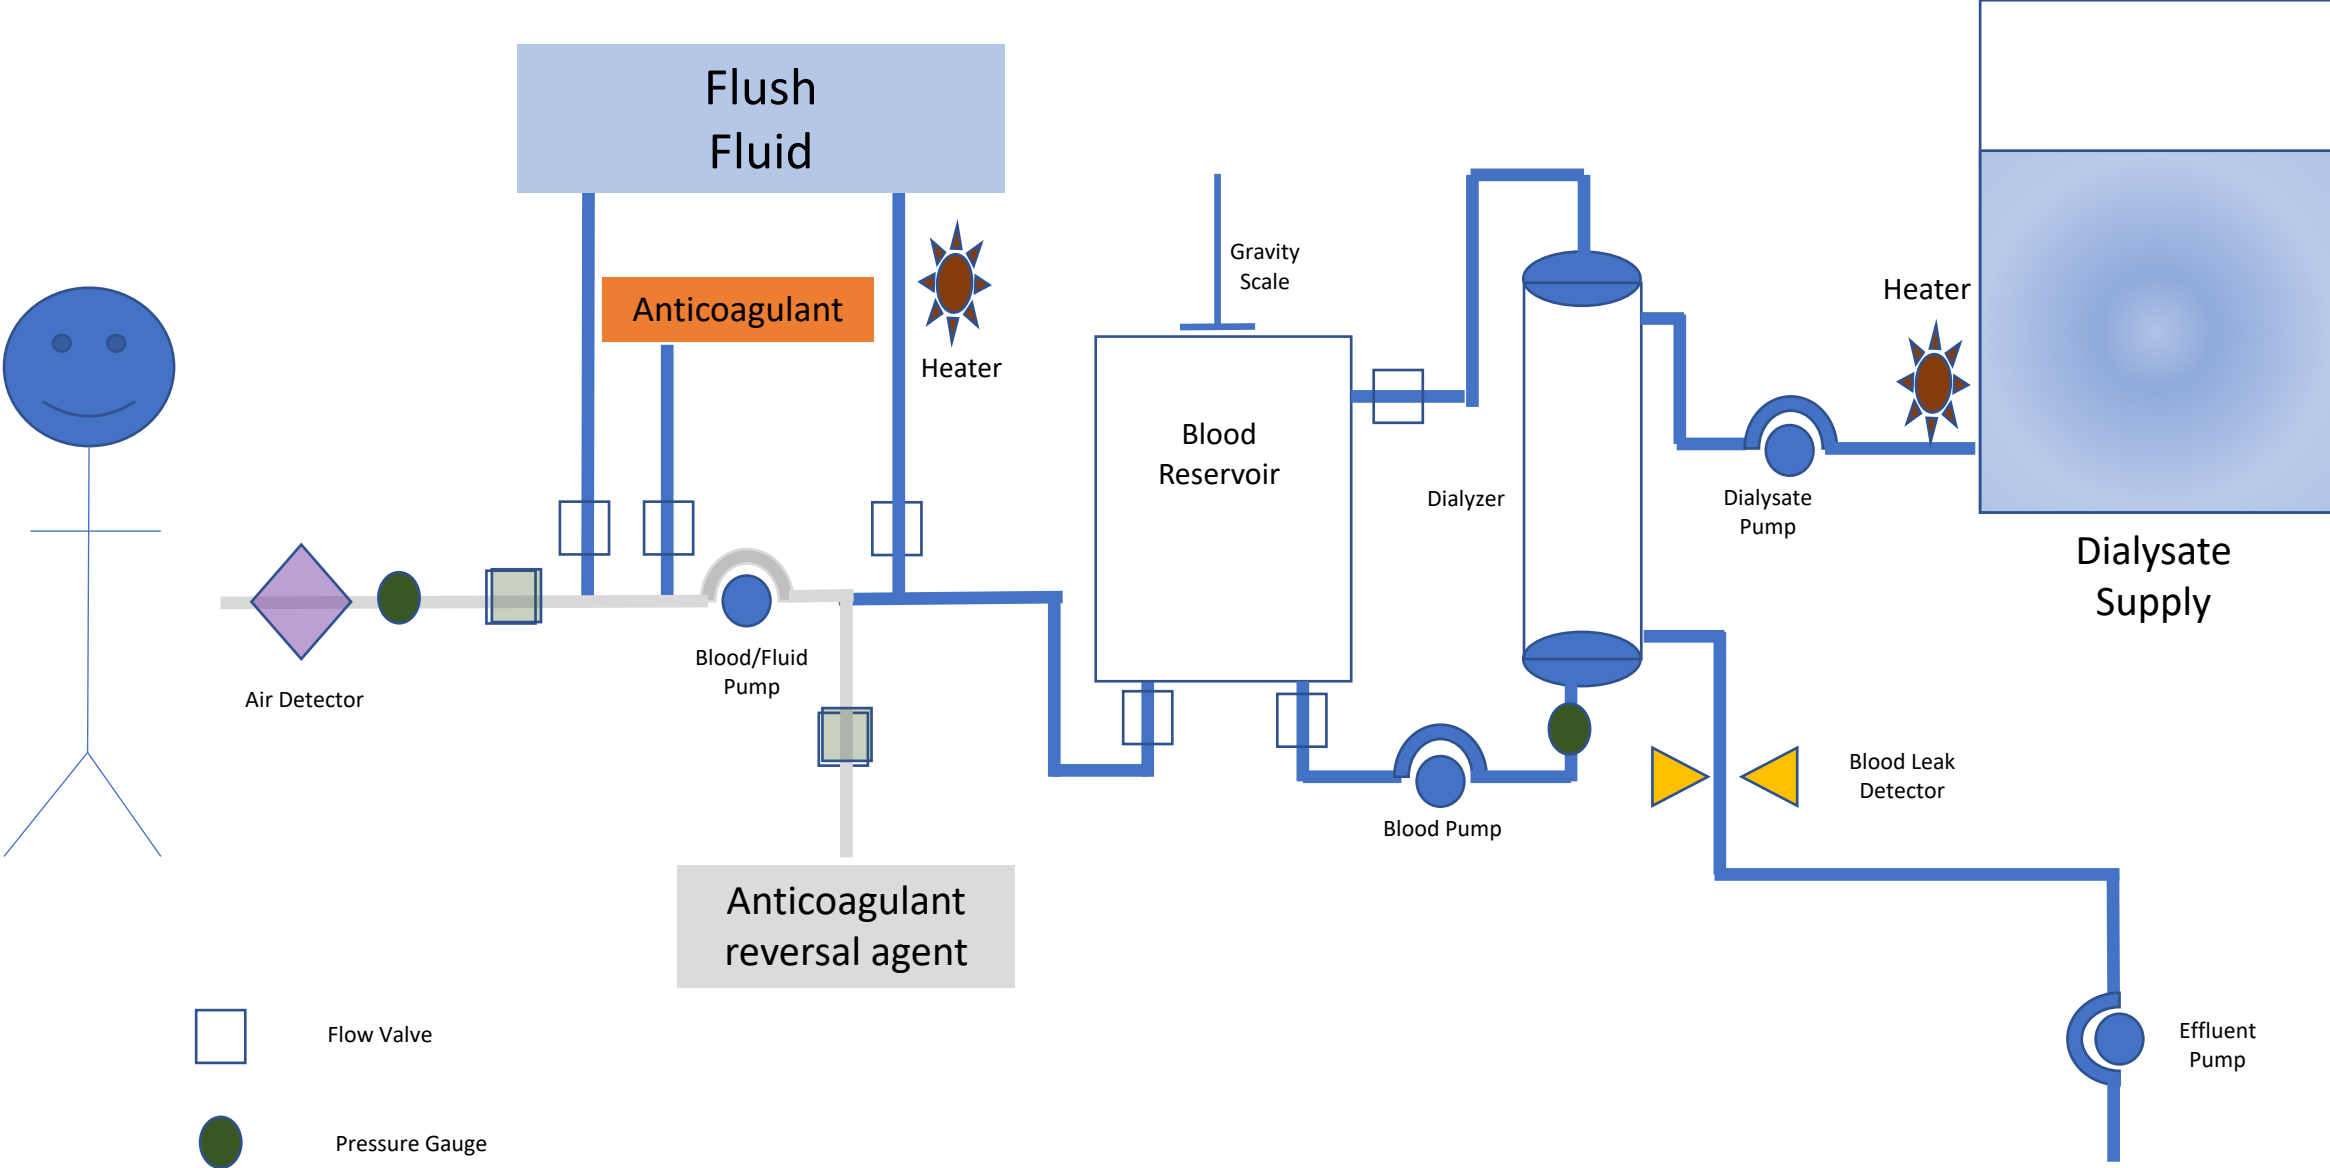 Flush
Fluid
Anticoagulant
Heater
Gravity
Scale
Blood
Reservoir
Dialyzer
Heater
Dialysate
Pump
Dialysate
Supply
Air Detector
Blood/Fluid
Pump
Blood Pump
Blood Leak
Detector
Anticoagulant
reversal agent
Flow Valve
Effluent
Pump
Pressure Gauge